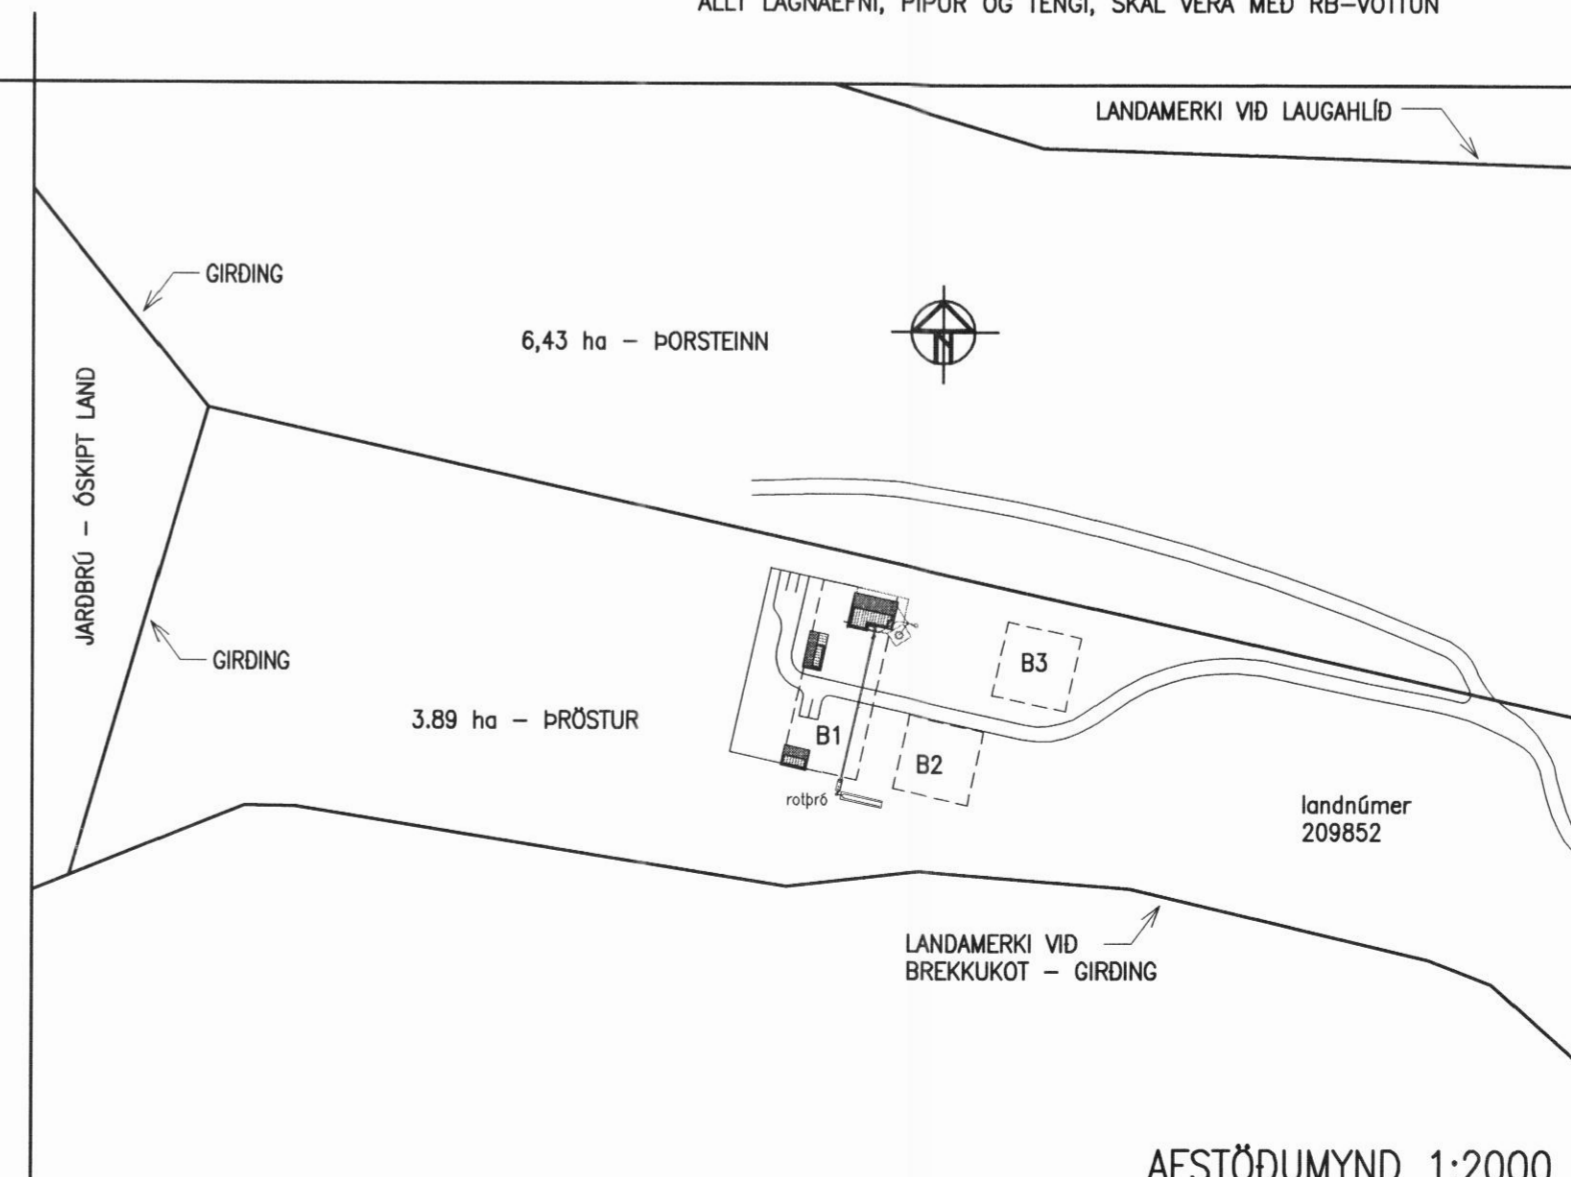 ALLT LAGNAEFNI, PÍPUR OG TENGI, SKAL VERA MEÐ RB-VOTTUN
LANDAMERKI VIÐ LAUGAHLÍÐ
GIRÐING
6,43 ha – ÞORSTEINN
N
JARÐBRÚ – ÓSKIPT LAND
GIRÐING
3.89 ha – ÞRÖSTUR
B3
B1
B2
rotþró
landnúmer
209852
LANDAMERKI VIÐ
BREKKUKOT – GIRÐING
AFSTÖÐUMYND 1:2000